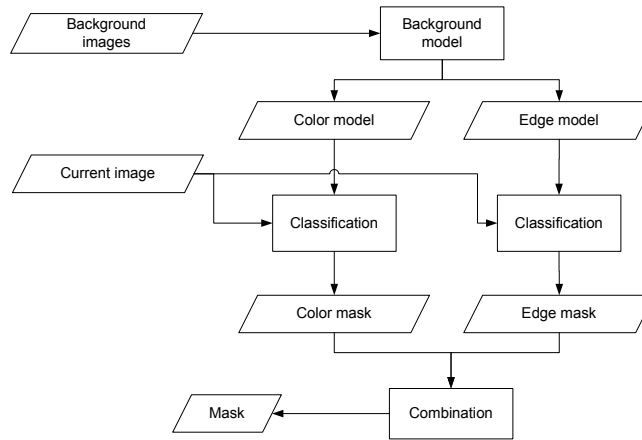 Background
images
Background
model
Color model
Edge model
Current image
Classification
Classification
Color mask
Edge mask
Mask
Combination